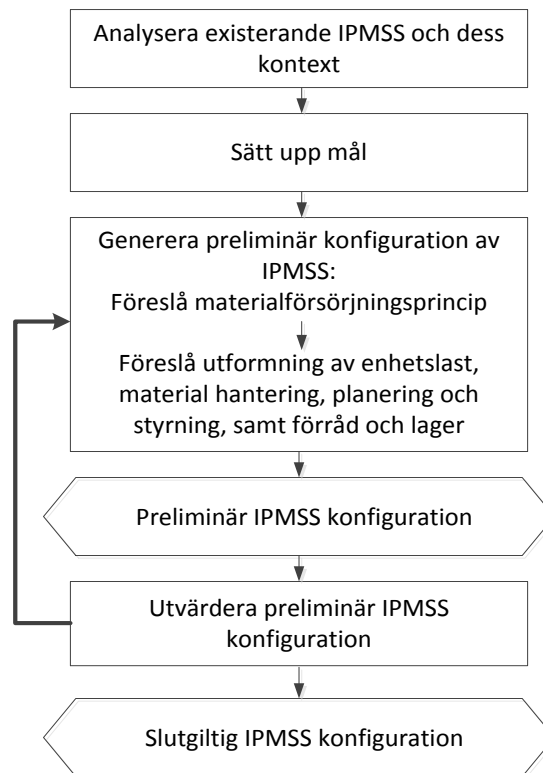 Analysera existerande IPMSS och dess
kontext
Sätt upp mål
Generera preliminär konfiguration av
IPMSS:
Föreslå materialförsörjningsprincip
Föreslå utformning av enhetslast,
material hantering, planering och
styrning, samt förråd och lager
Preliminär IPMSS konfiguration
Utvärdera preliminär IPMSS
konfiguration
Slutgiltig IPMSS konfiguration